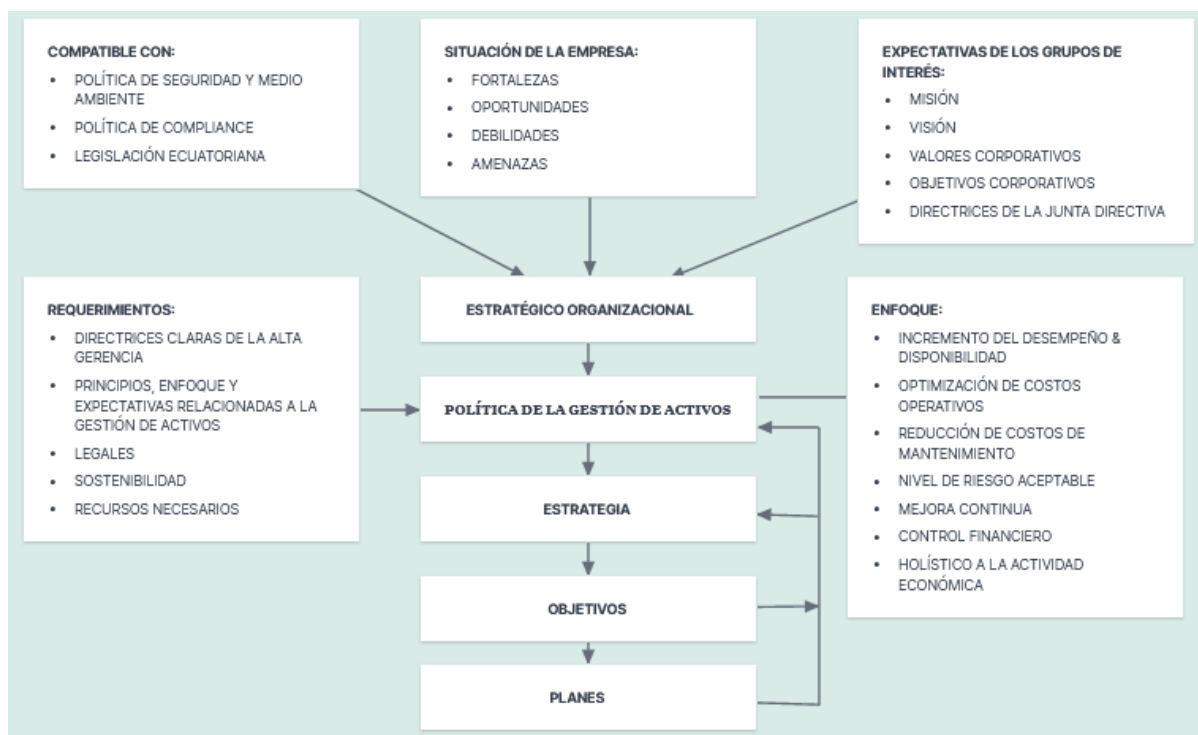 COMPATIBLE CON:
• POLÍTICA DE SEGURIDAD Y MEDIO
AMBIENTE
• POLÍTICA DE COMPLIANCE
• LEGISLACIÓN ECUATORIANA
SITUACIÓN DE LA EMPRESA:
• FORTALEZAS
• OPORTUNIDADES
• DEBILIDADES
• AMENAZAS
EXPECTATIVAS DE LOS GRUPOS DE
INTERÉS:
• MISIÓN
• VISIÓN
• VALORES CORPORATIVOS
• OBJETIVOS CORPORATIVOS
• DIRECTRICES DE LA JUNTA DIRECTIVA
REQUERIMIENTOS:
• DIRECTRICES CLARAS DE LA ALTA
GERENCIA
• PRINCIPIOS, ENFOQUE Y
EXPECTATIVAS RELACIONADAS A LA
GESTIÓN DE ACTIVOS
• LEGALES
• SOSTENIBILIDAD
• RECURSOS NECESARIOS
ESTRATÉGICO ORGANIZACIONAL
POLÍTICA DE LA GESTIÓN DE ACTIVOS
ESTRATEGIA
OBJETIVOS
PLANES
ENFOQUE:
• INCREMENTO DEL DESEMPEÑO &
DISPONIBILIDAD
• OPTIMIZACIÓN DE COSTOS
OPERATIVOS
• REDUCCIÓN DE COSTOS DE
MANTENIMIENTO
• NIVEL DE RIESGO ACEPTABLE
• MEJORA CONTINUA
• CONTROL FINANCIERO
• HOLÍSTICO A LA ACTIVIDAD
ECONÓMICA